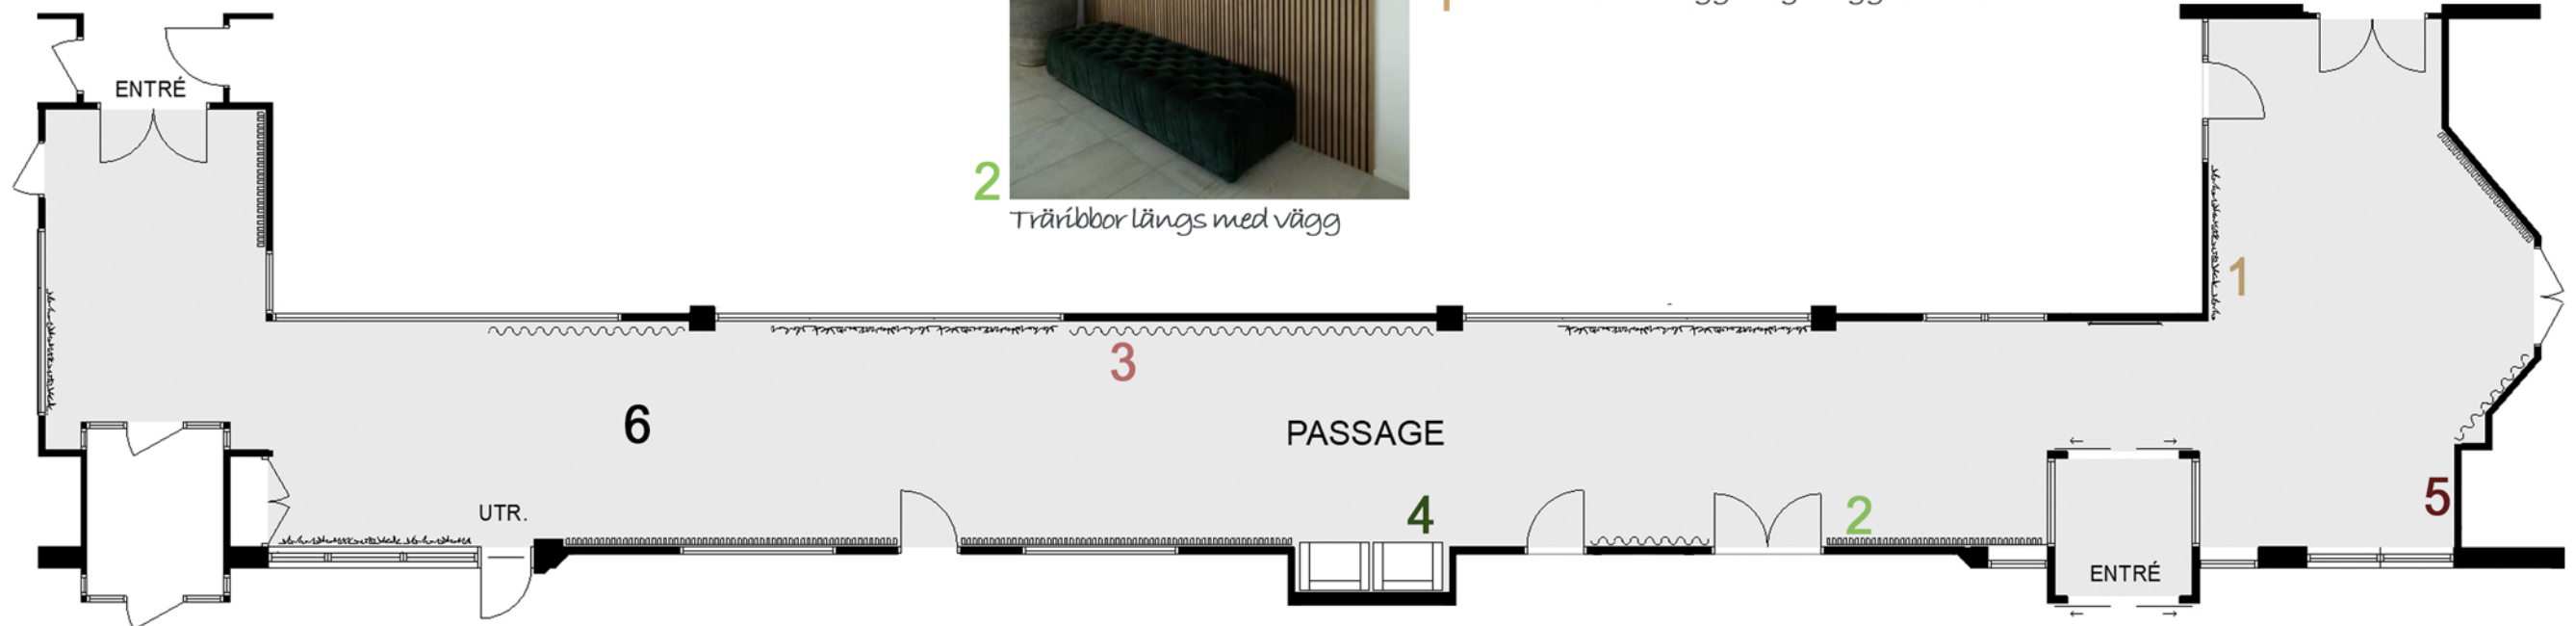 ENTRÉ
2
Träribbor längs med vägg
1
3
6
PASSAGE
4
2
5
UTR.
ENTRÉ